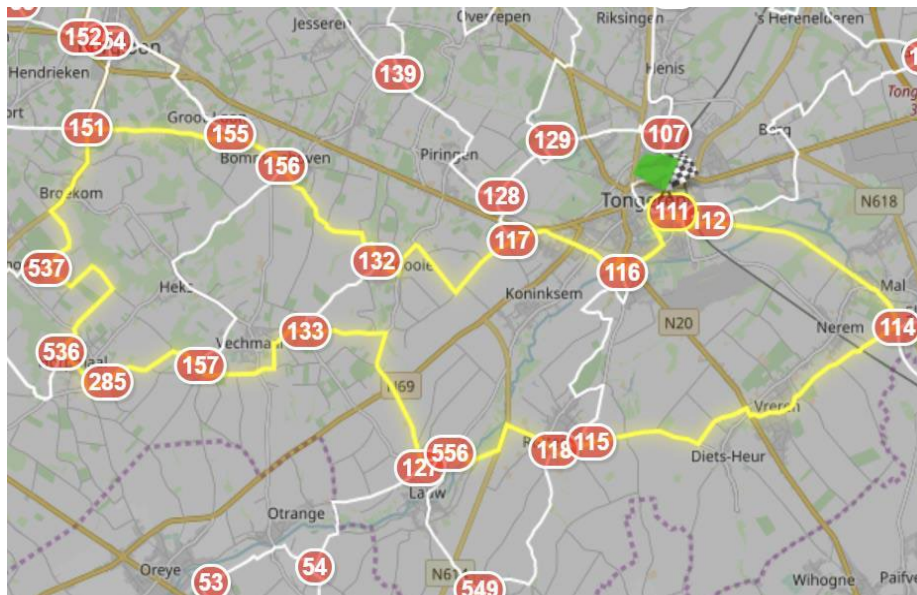 Jesseren
Overrepen
Riksingen
's Herenelderen
152
54
Hendrieken
139
Henis
151
155
129
107
Berg
156
Piringen
128
N618
Broekom
111
112
117
537
132
116
Mal
Heks
Koninksem
N20
Nerem
114
133
536
157
285
N69
Vreren
118
115
556
127
Diets-Heur
Lauw
Otrange
54
Oreye
53
N614
549
Wihogne